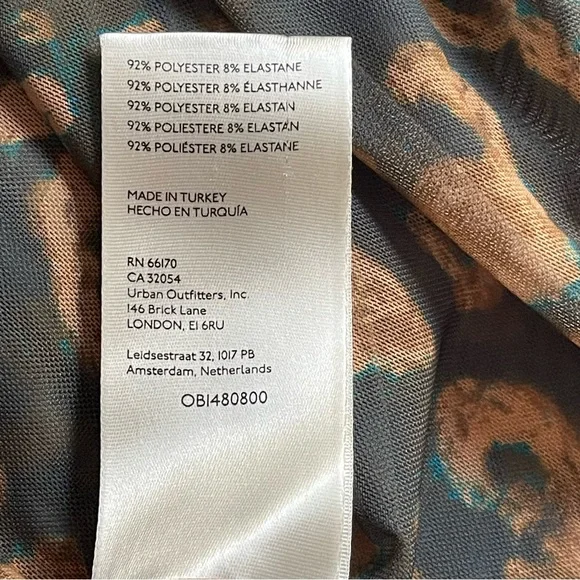 92% POLYESTER 8% ELASTANE
92% POLYESTER 8% ÉLASTHANNE
92% POLYESTER 8% ELASTAN
92% POLIESTERE 8% ELASTAN
92% POLIÉSTER 8% ELASTANE
MADE IN TURKEY
HECHO EN TURQUÍA
RN 66170
CA 32054
Urban Outfitters, Inc.
146 Brick Lane
LONDON, E1 6RU
Leidsestraat 32, 1017 PB
Amsterdam, Netherlands
OB1480800